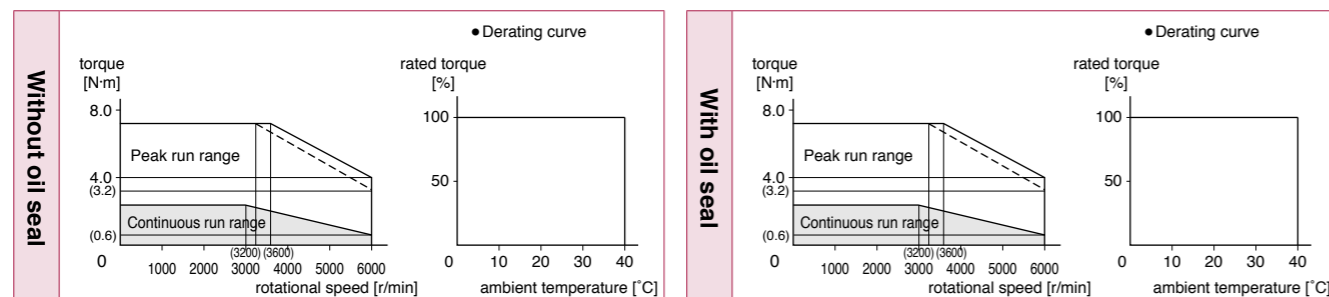 Without oil seal
● Derating curve
torque
[N·m]
8.0
4.0
(3.2)
(0.6)
0
Peak run range
Continuous run range
(3200) (3600)
1000 2000 3000 4000 5000 6000
rotational speed [r/min]
rated torque
[%]
100
50
0 10 20 30 40
ambient temperature [˚C]
With oil seal
● Derating curve
torque
[N·m]
8.0
4.0
(3.2)
(0.6)
0
Peak run range
Continuous run range
(3200) (3600)
1000 2000 3000 4000 5000 6000
rotational speed [r/min]
rated torque
[%]
100
50
0 10 20 30 40
ambient temperature [˚C]